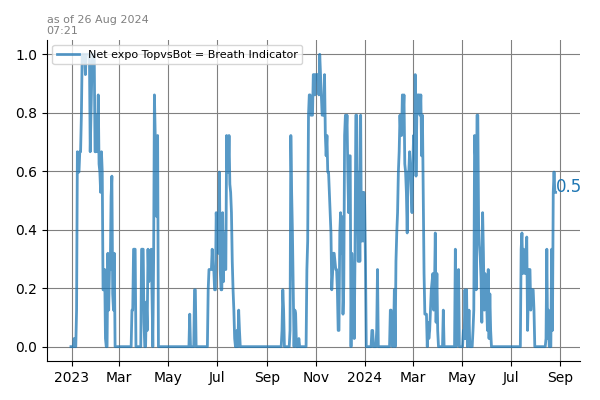 as of 26 Aug 2024
07:21
Net expo TopvsBot = Breath Indicator
1.0
0.8
0.6
0.5
0.4
0.2
0.0
2023 Mar May Jul Sep Nov 2024 Mar May Jul Sep